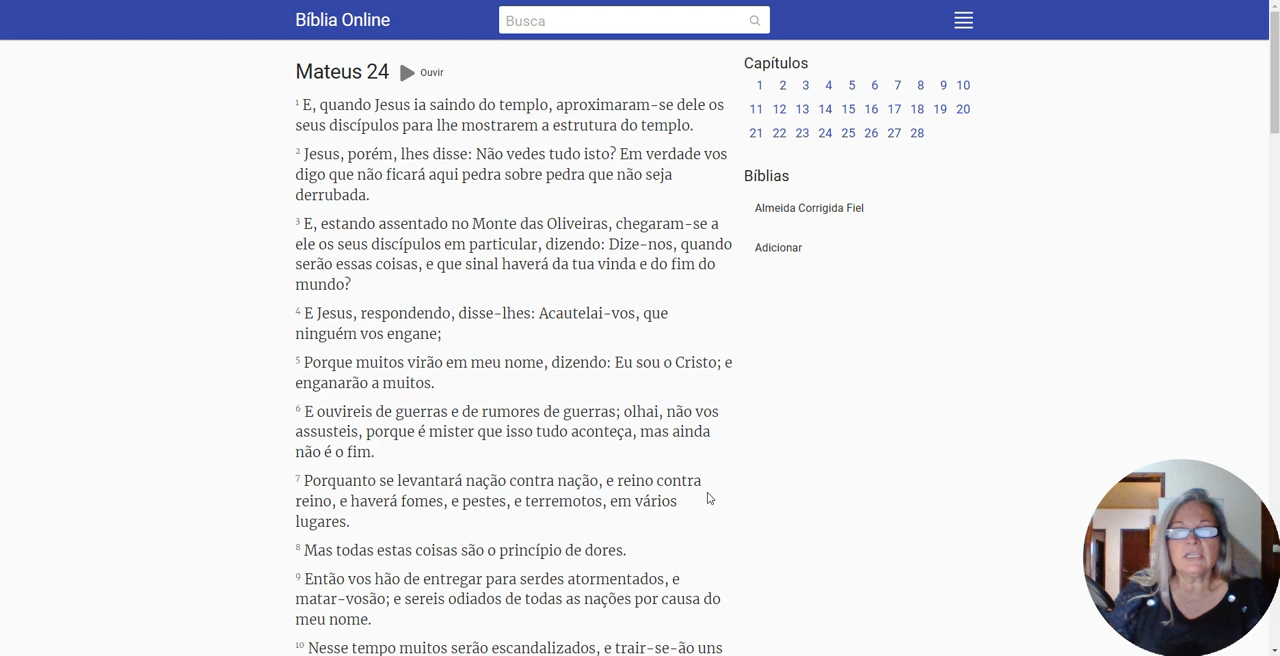 Bíblia Online
Busca
Mateus 24
Ouvir
1 E, quando Jesus ia saindo do templo, aproximaram-se dele os
seus discípulos para lhe mostrarem a estrutura do templo.
2 Jesus, porém, lhes disse: Não vedes tudo isto? Em verdade vos
digo que não ficará aqui pedra sobre pedra que não seja
derrubada.
3 E, estando assentado no Monte das Oliveiras, chegaram-se a
ele os seus discípulos em particular, dizendo: Dize-nos, quando
serão essas coisas, e que sinal haverá da tua vinda e do fim do
mundo?
4 E Jesus, respondendo, disse-lhes: Acautelai-vos, que
ninguém vos engane;
5 Porque muitos virão em meu nome, dizendo: Eu sou o Cristo; e
enganarão a muitos.
6 E ouvireis de guerras e de rumores de guerras; olhai, não vos
assusteis, porque é mister que isso tudo aconteça, mas ainda
não é o fim.
7 Porquanto se levantará nação contra nação, e reino contra
reino, e haverá fomes, e pestes, e terremotos, em vários
lugares.
8 Mas todas estas coisas são o princípio de dores.
9 Então vos hão de entregar para serdes atormentados, e
matar-vosão; e sereis odiados de todas as nações por causa do
meu nome.
10 Nesse tempo muitos serão escandalizados, e trair-se-ão uns
Capítulos
1 2 3 4 5 6 7 8 9 10
11 12 13 14 15 16 17 18 19 20
21 22 23 24 25 26 27 28
Bíblias
Almeida Corrigida Fiel
Adicionar